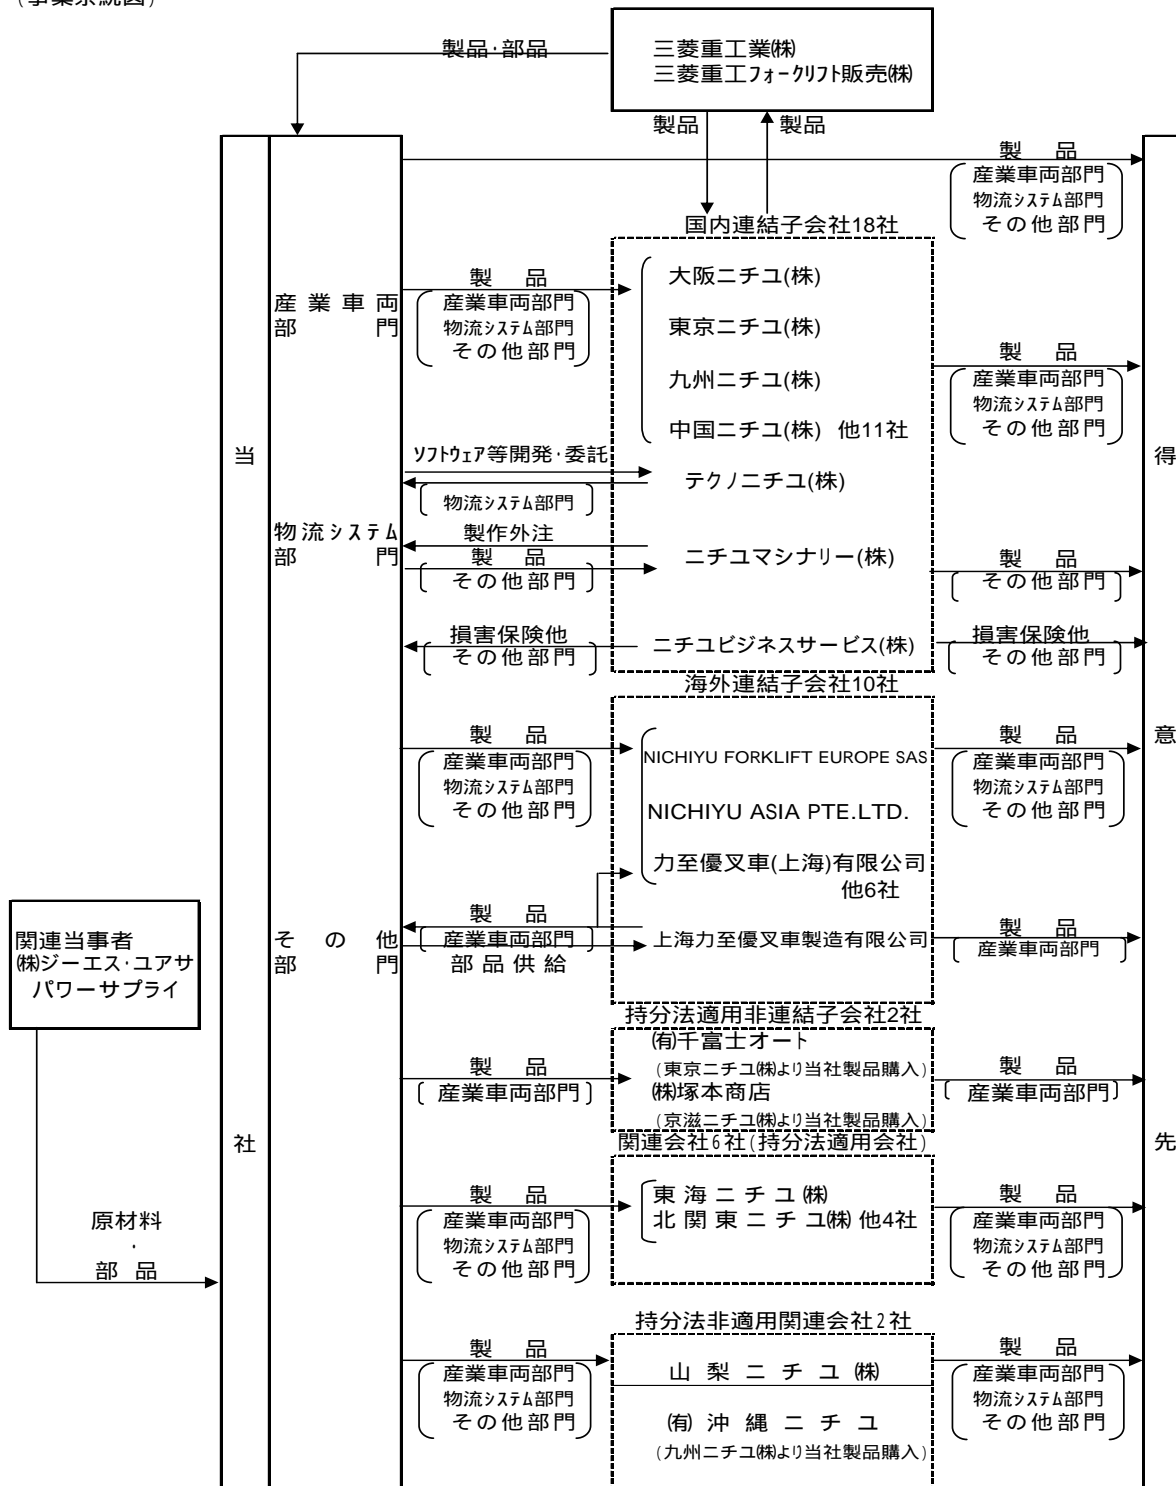 (事業系統図)
製品・部品
三菱重工業㈱
三菱重工フォークリフト販売㈱
製品
製品
製 品
産業車両部門
物流システム部門
その他部門
国内連結子会社18社
製 品
産業車両部門
物流システム部門
その他部門
大阪ニチユ(株)
東京ニチユ(株)
九州ニチユ(株)
中国ニチユ(株) 他11社
製 品
産業車両部門
物流システム部門
その他部門
産業車両
部 門
当
得
ソフトウェア等開発・委託
物流システム部門
テクノニチユ(株)
物流システム
部 門
製作外注
製 品
その他部門
ニチユマシナリー(株)
製 品
その他部門
損害保険他
その他部門
ニチユビジネスサービス(株)
損害保険他
その他部門
海外連結子会社10社
製 品
産業車両部門
物流システム部門
その他部門
NICHIYU FORKLIFT EUROPE SAS
NICHIYU ASIA PTE.LTD.
力至優叉車(上海)有限公司
他6社
製 品
産業車両部門
物流システム部門
その他部門
意
関連当事者
㈱ジーエス・ユアサ
パワーサプライ
その他
部 門
製 品
産業車両部門
部品供給
上海力至優叉車製造有限公司
製 品
産業車両部門
持分法適用非連結子会社2社
製 品
産業車両部門
㈲千富士オート
(東京ニチユ㈱より当社製品購入)
㈱塚本商店
(京滋ニチユ㈱より当社製品購入)
製 品
産業車両部門
社
先
関連会社6社(持分法適用会社)
原材料
・
部 品
製 品
産業車両部門
物流システム部門
その他部門
東海ニチユ㈱
北関東ニチユ㈱ 他4社
製 品
産業車両部門
物流システム部門
その他部門
持分法非適用関連会社2社
製 品
産業車両部門
物流システム部門
その他部門
山梨ニチユ㈱
㈲沖縄ニチユ
(九州ニチユ㈱より当社製品購入)
製 品
産業車両部門
物流システム部門
その他部門